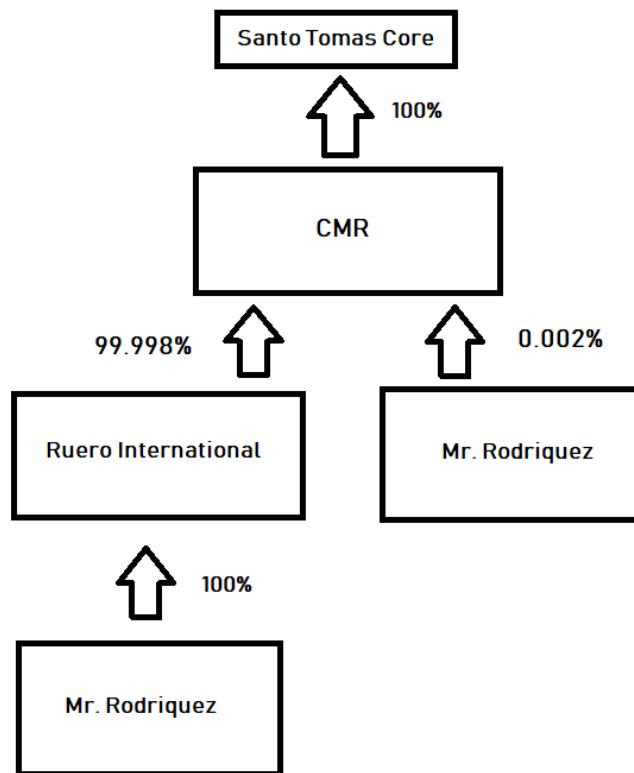 Santo Tomas Core
100%
CMR
99.998%
0.002%
Ruero International
Mr. Rodriquez
100%
Mr. Rodriquez